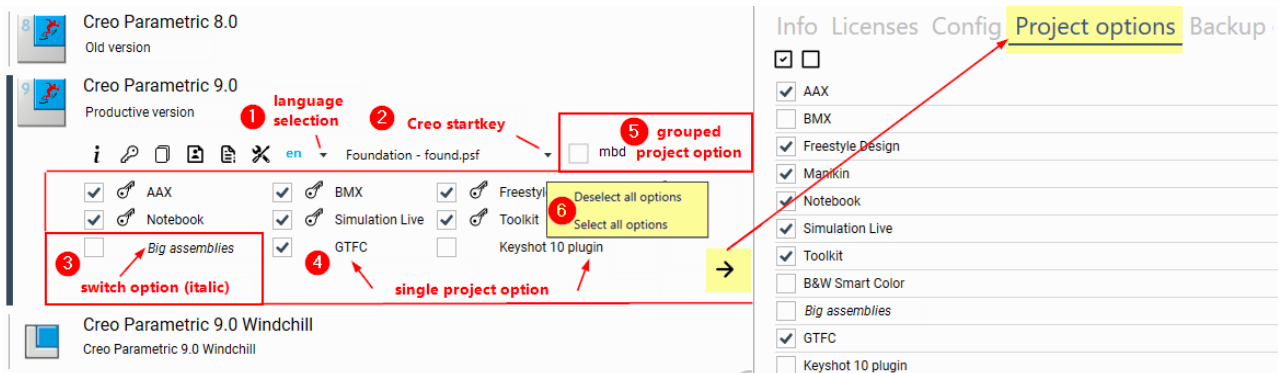 8
Creo Parametric 8.0
Old version
9
Creo Parametric 9.0
Productive version
1
language
selection
2
Creo startkey
5
grouped
project option
i
en
Foundation - found.psf
mbd
AAX
BMX
Freestyl
Notebook
Simulation Live
Toolkit
6
Deselect all options
Select all options
3
Big assemblies
switch option (italic)
GTFC
4
Keyshot 10 plugin
single project option
Creo Parametric 9.0 Windchill
Creo Parametric 9.0 Windchill
Info Licenses Config Project options Backup
AAX
BMX
Freestyle Design
Manikin
Notebook
Simulation Live
Toolkit
B&W Smart Color
Big assemblies
GTFC
Keyshot 10 plugin